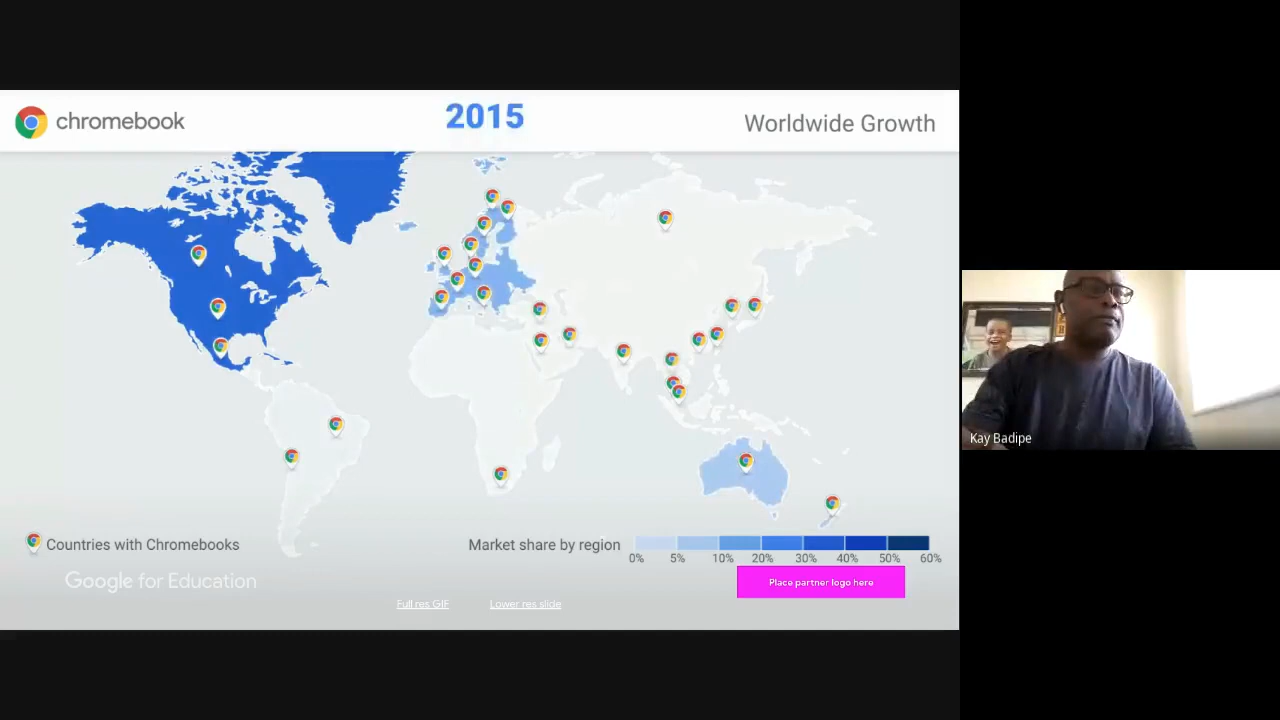 chromebook
2015
Worldwide Growth
Countries with Chromebooks
Market share by region
0% 5% 10% 20% 30% 40% 50% 60%
Google for Education
Place partner logo here
Full res GIF
Lower res slide
Kay Badipe